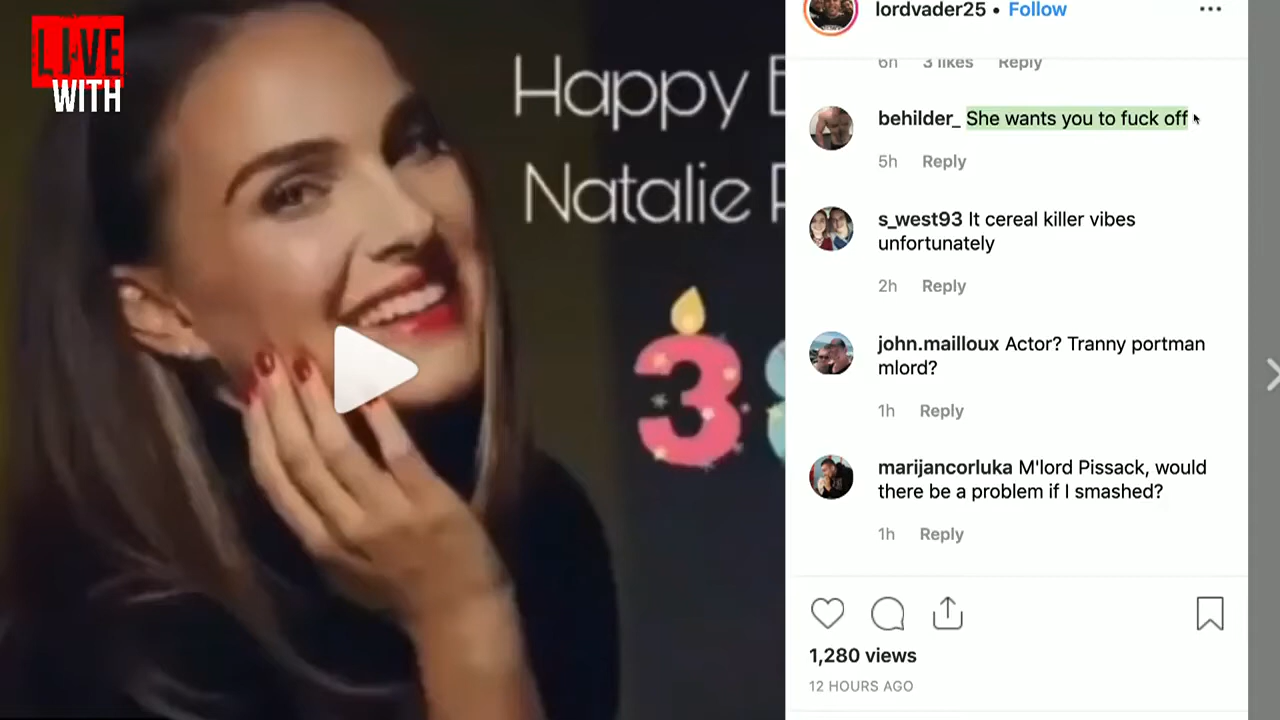 LIVE
WITH
Happy
Natalie
38
lordvader25 • Follow
6h 3 likes Reply
behilder_ She wants you to fuck off
5h Reply
s_west93 It cereal killer vibes
unfortunately
2h Reply
john.mailloux Actor? Tranny portman
mlord?
1h Reply
marijancorluka M'lord Pissack, would
there be a problem if I smashed?
1h Reply
1,280 views
12 HOURS AGO